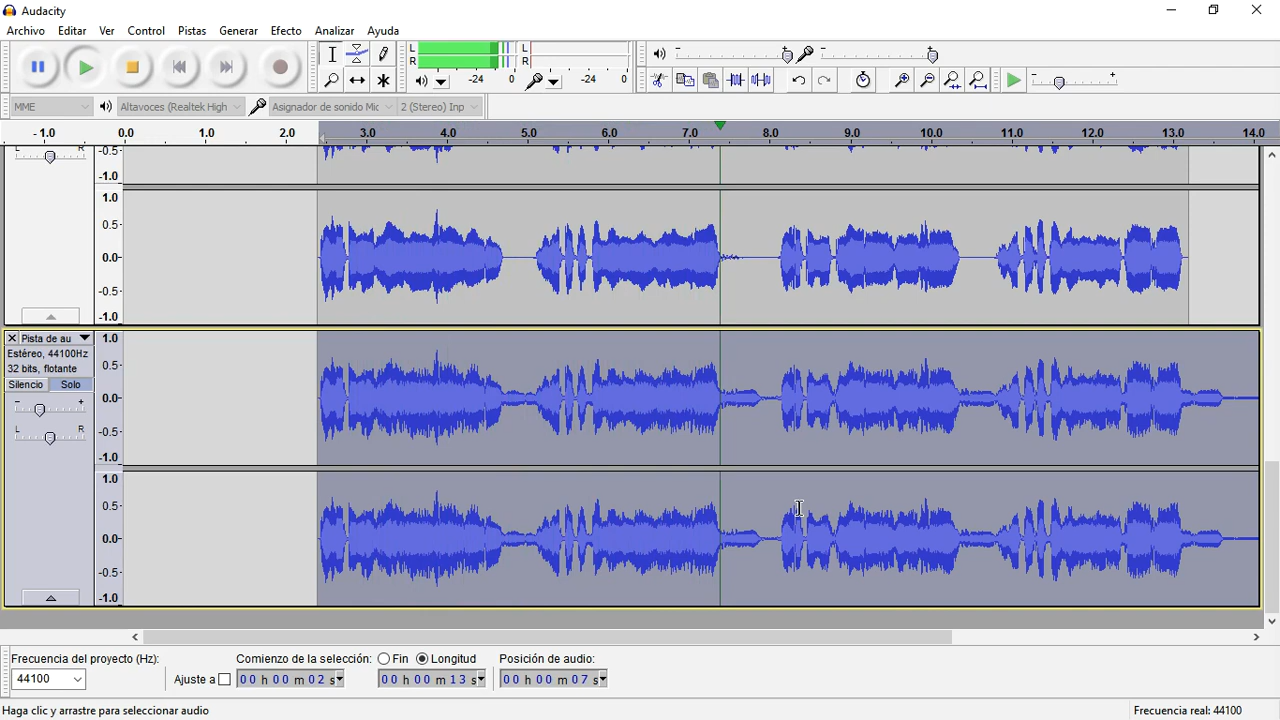 Audacity
Archivo Editar Ver Control Pistas Generar Efecto Analizar Ayuda
L L
R R
-24 0 -24 0
MME Altavoces (Realtek High Asignador de sonido Mic 2 (Stereo) Inp
- 1.0 0.0 1.0 2.0 3.0 4.0 5.0 6.0 7.0 8.0 9.0 10.0 11.0 12.0 13.0 14.0
L R -0.5
-1.0
1.0
0.5
0.0
-0.5
-1.0
Pista de au 1.0
Estéreo, 44100Hz
32 bits, flotante 0.5
Silencio Solo
- + 0.0
L R -0.5
-1.0
1.0
0.5
0.0
-0.5
-1.0
Frecuencia del proyecto (Hz): Comienzo de la selección: Fin Longitud Posición de audio:
44100 Ajuste a 00 h 00 m 02 s 00 h 00 m 13 s 00 h 00 m 07 s
Haga clic y arrastre para seleccionar audio Frecuencia real: 44100